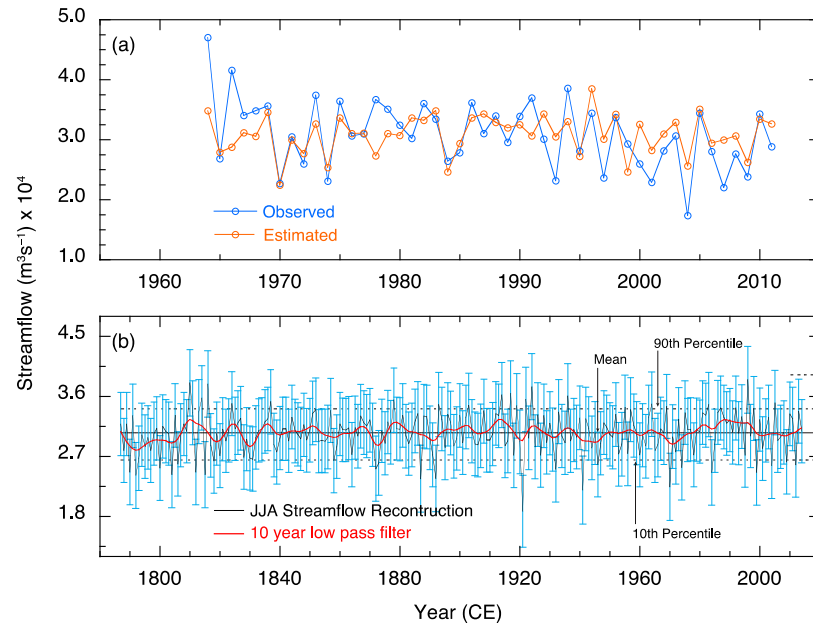 Streamflow (m³s⁻¹) x 10⁴
(a)
5.0
4.0
3.0
2.0
1.0
Observed
Estimated
1960 1970 1980 1990 2000 2010
(b)
4.5
3.6
2.7
1.8
Mean
90th Percentile
10th Percentile
JJA Streamflow Recontruction
10 year low pass filter
1800 1840 1880 1920 1960 2000
Year (CE)